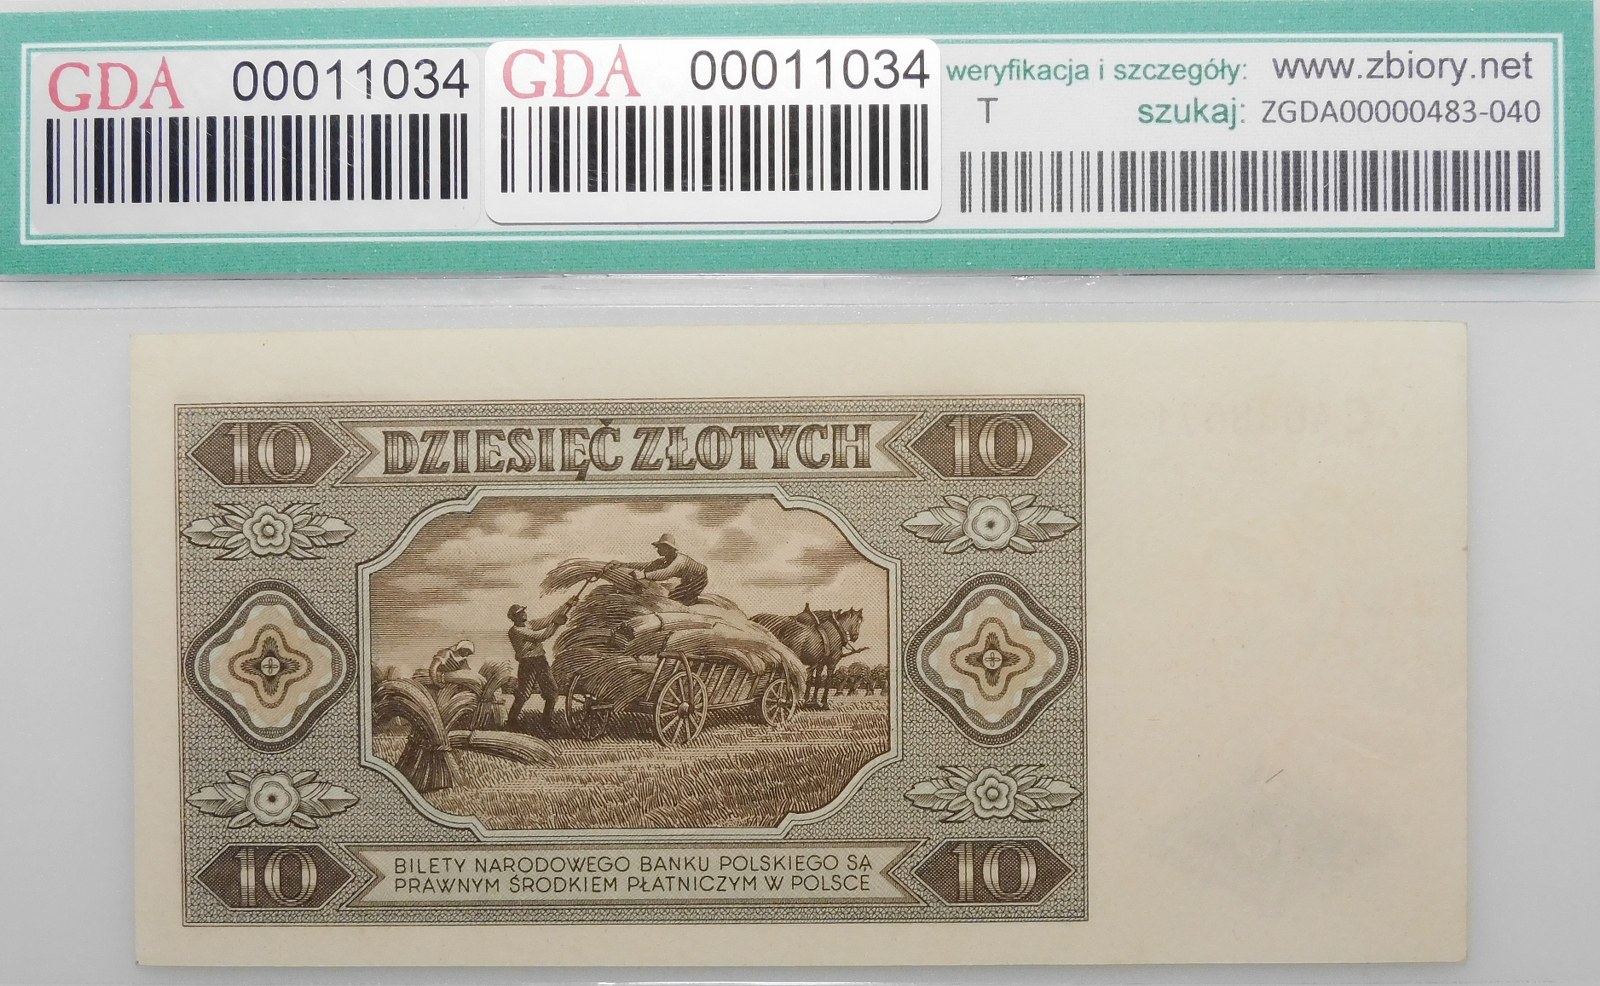 GDA 00011034
GDA 00011034
weryfikacja i szczegóły: www.zbiory.net
T szukaj: ZGDA00000483-040
10 DZIESIĘĆ ZŁOTYCH 10
10 BILETY NARODOWEGO BANKU POLSKIEGO SĄ 10
PRAWNYM ŚRODKIEM PŁATNICZYM W POLSCE